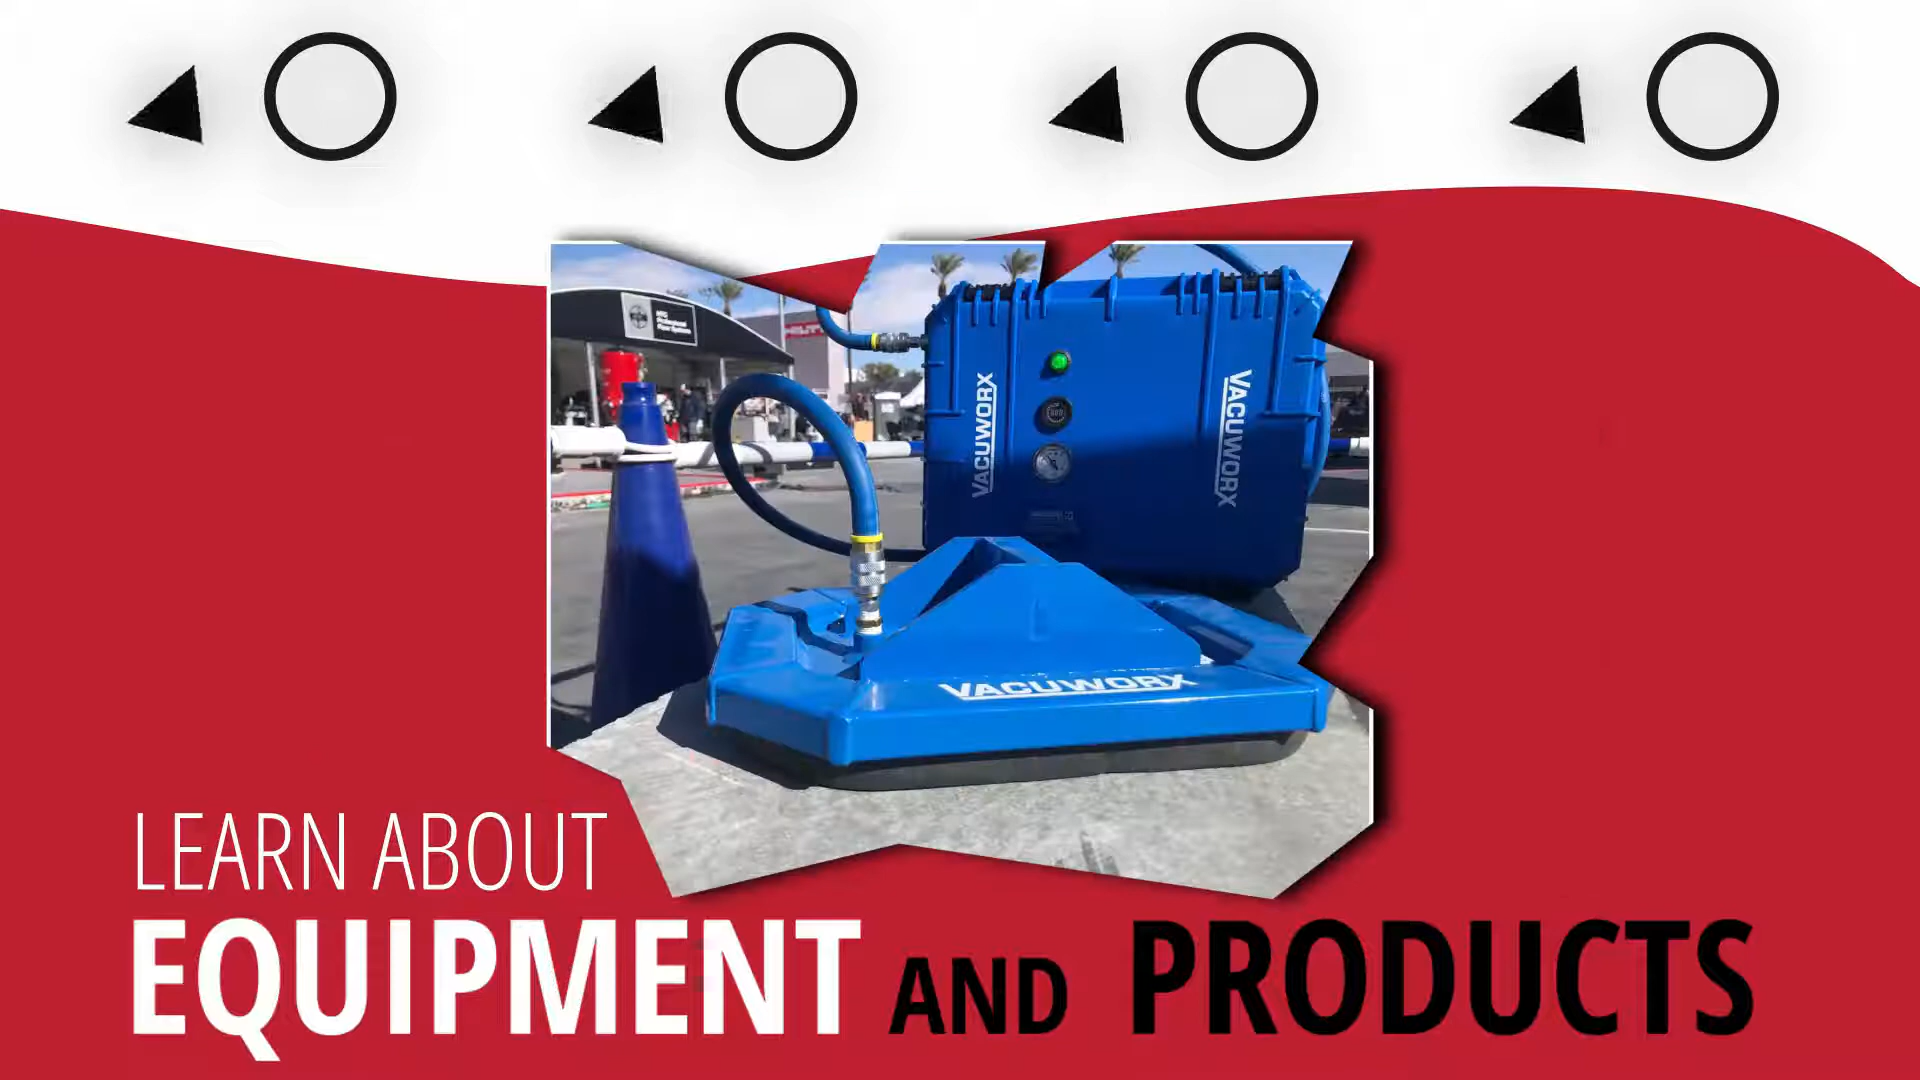 VACUWORX
VACUWORX
VACUWORX
LEARN ABOUT
EQUIPMENT AND PRODUCTS